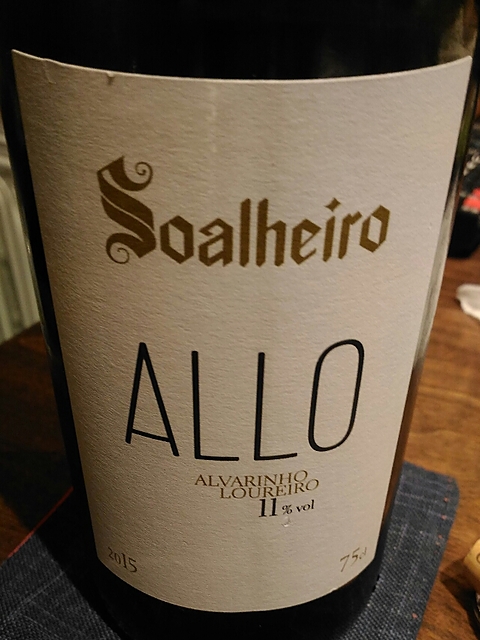 Soalheiro
ALLO
ALVARINHO
LOUREIRO
11% vol
2015 75cl